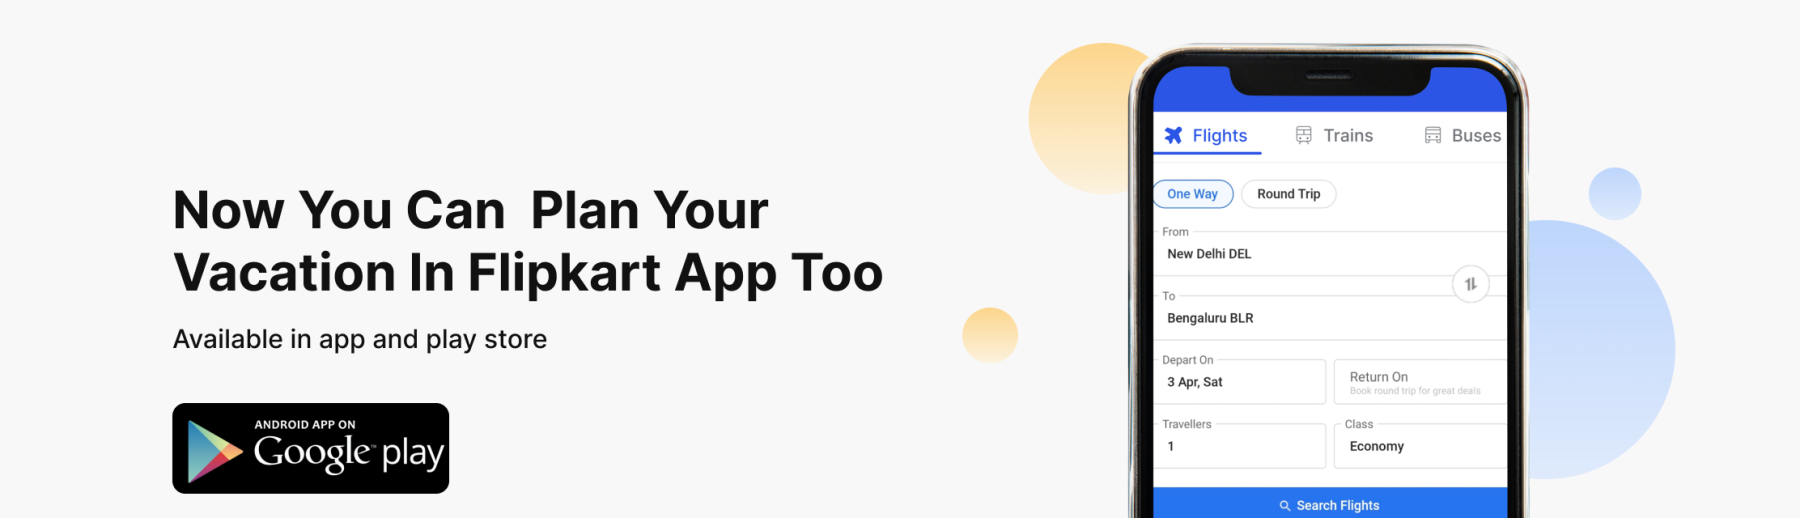 Now You Can Plan Your
Vacation In Flipkart App Too
Available in app and play store
ANDROID APP ON
Google™ play
Flights Trains Buses
One Way Round Trip
From
New Delhi DEL
To
Bengaluru BLR
Depart On
3 Apr, Sat
Return On
Book round trip for great deals
Travellers
1
Class
Economy
Search Flights